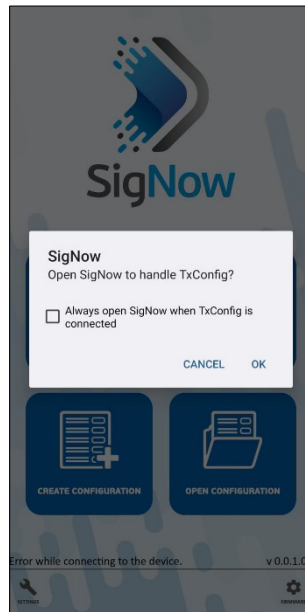 SigNow
SigNow
Open SigNow to handle TxConfig?
Always open SigNow when TxConfig is
connected
CANCEL OK
CREATE CONFIGURATION OPEN CONFIGURATION
Error while connecting to the device. v 0.0.1.0
SETTINGS